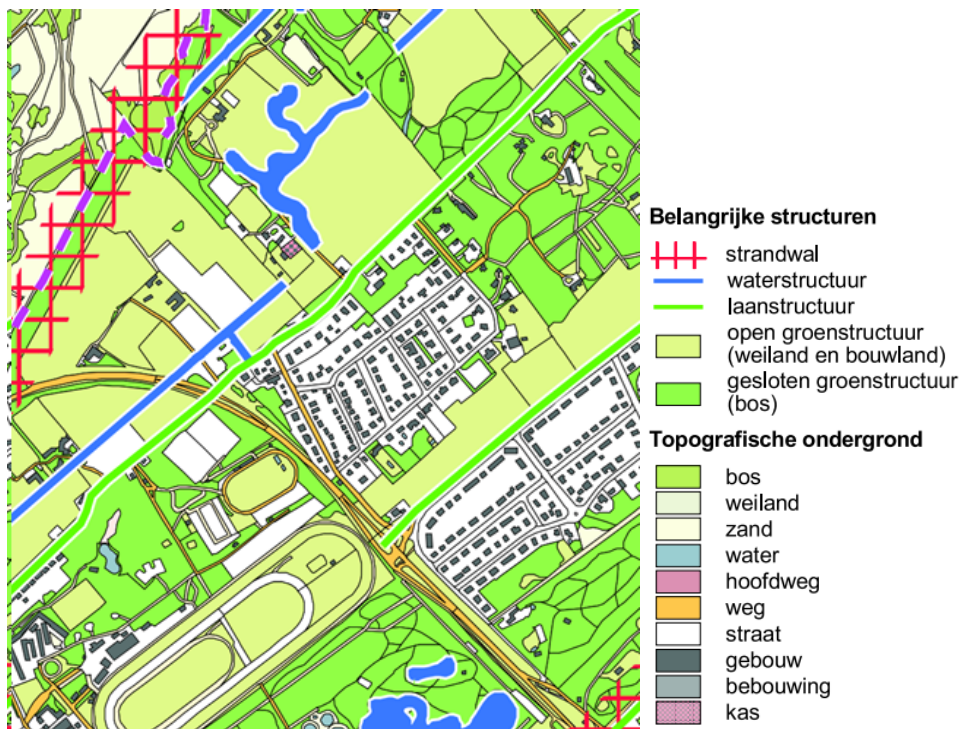 Belangrijke structuren
strandwal
waterstructuur
laanstructuur
open groenstructuur
(weiland en bouwland)
gesloten groenstructuur
(bos)
Topografische ondergrond
bos
weiland
zand
water
hoofdweg
weg
straat
gebouw
bebouwing
kas